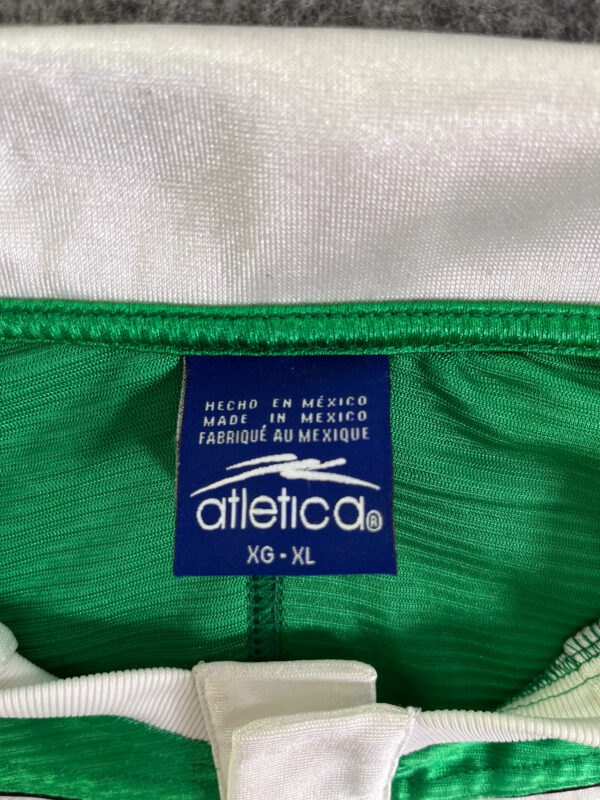 HECHO EN MÉXICO
MADE IN MEXICO
FABRIQUÉ AU MEXIQUE
atletica®
XG • XL